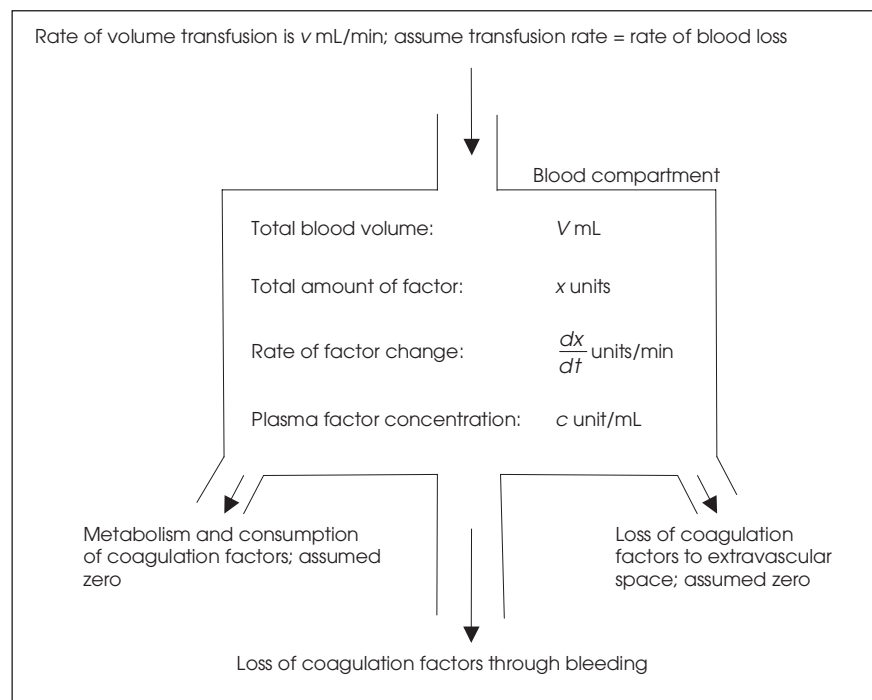 Rate of volume transfusion is v mL/min; assume transfusion rate = rate of blood loss
Blood compartment
Total blood volume: V mL
Total amount of factor: x units
Rate of factor change: dx/dt units/min
Plasma factor concentration: c unit/mL
Metabolism and consumption
of coagulation factors; assumed
zero
Loss of coagulation
factors to extravascular
space; assumed zero
Loss of coagulation factors through bleeding